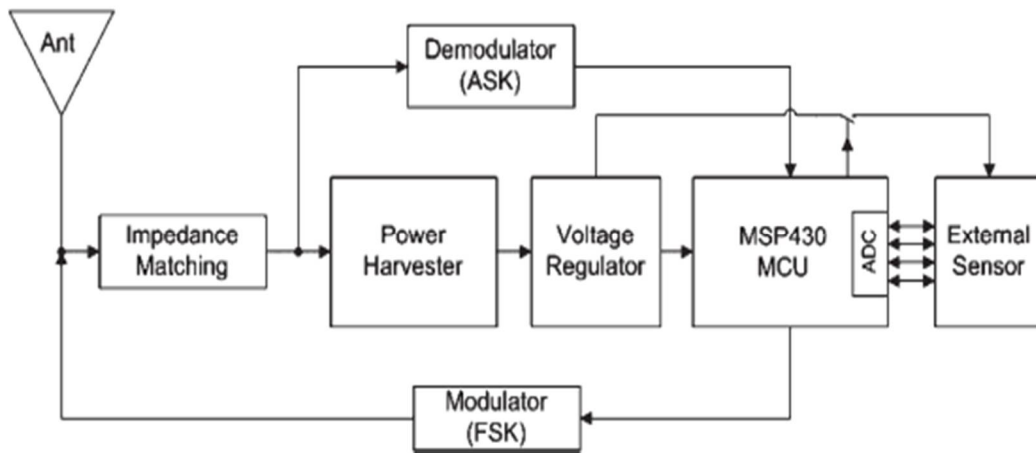 Ant
Demodulator
(ASK)
Impedance
Matching
Power
Harvester
Voltage
Regulator
MSP430
MCU
ADC
External
Sensor
Modulator
(FSK)